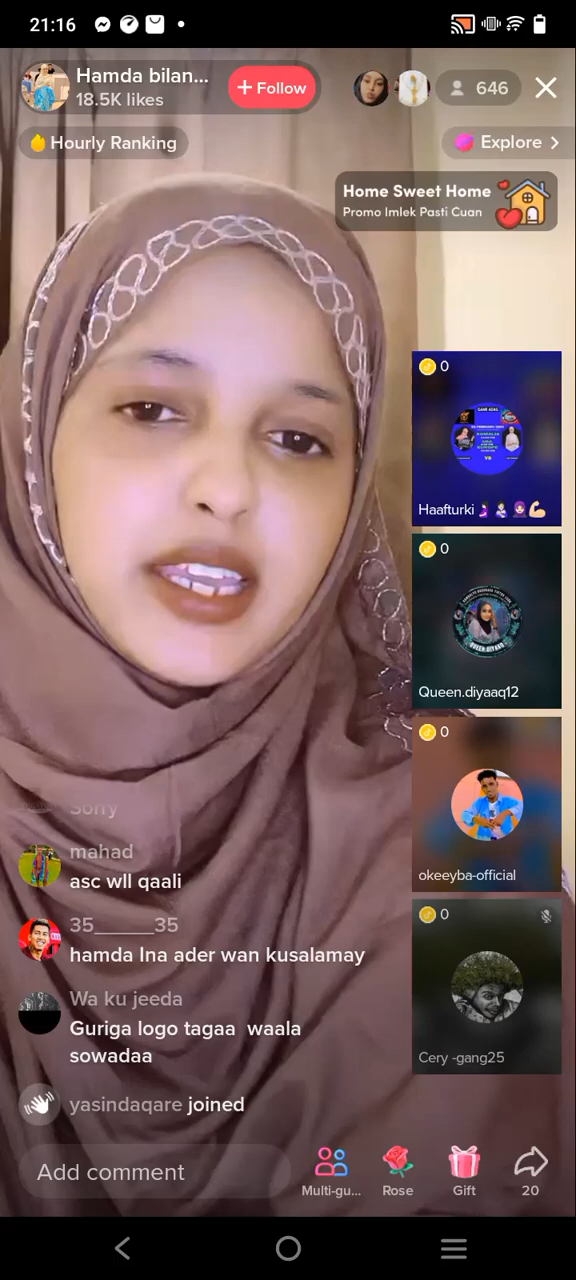 21:16
Hamda bilan...
18.5K likes
+ Follow
646
Hourly Ranking
Explore >
Home Sweet Home
Promo Imlek Pasti Cuan
0
Haafturki
0
Queen.diyaaq12
0
okeeyba-official
0
Cery -gang25
Sorry
mahad
asc wll qaali
35_____35
hamda Ina ader wan kusalamay
Wa ku jeeda
Guriga logo tagaa waala
sowadaa
yasindaqare joined
Add comment
Multi-gu...
Rose
Gift
20